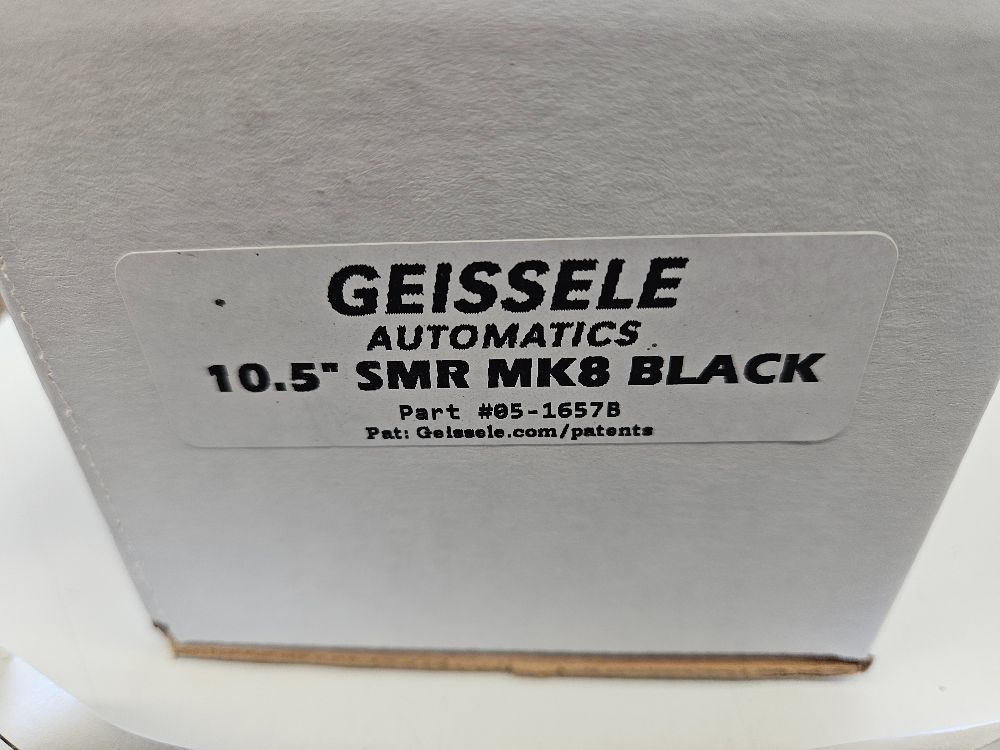 GEISSELE
AUTOMATICS
10.5" SMR MK8 BLACK
Part #05-1657B
Pat: Geissele.com/patents